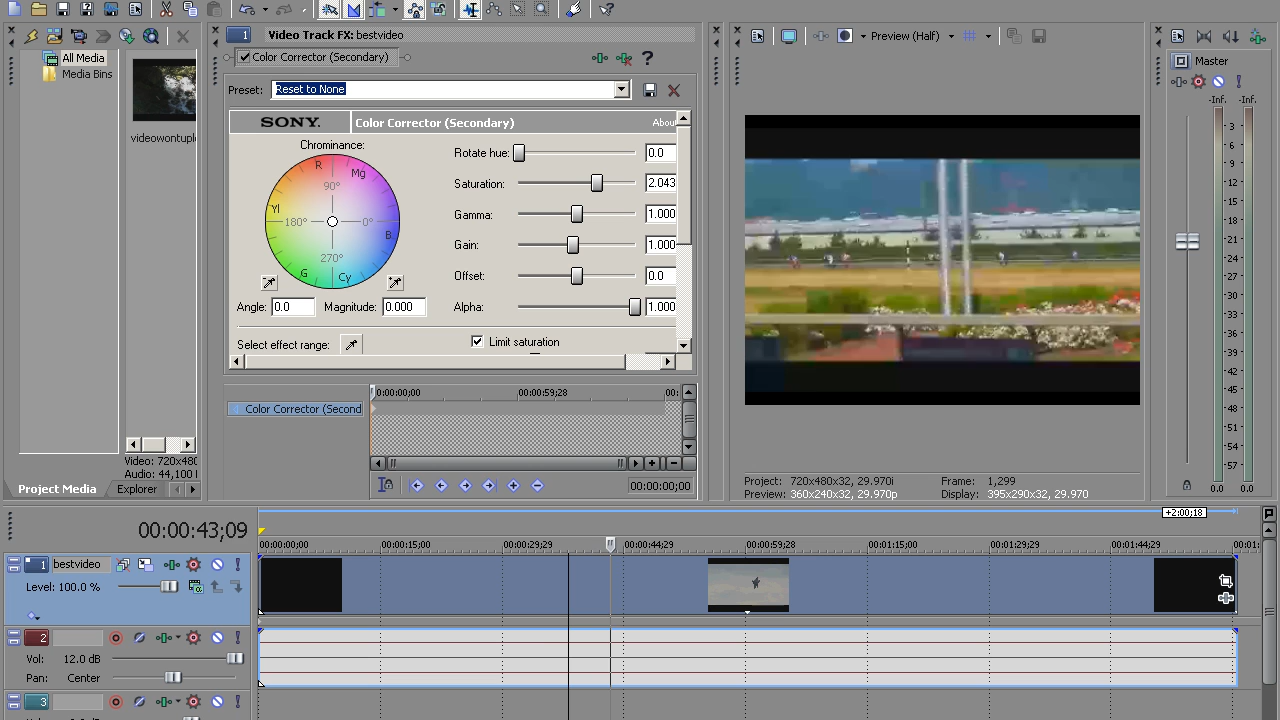 1 Video Track FX: bestvideo
All Media
Media Bins
videowontuplo
Color Corrector (Secondary)
Preset: Reset to None
SONY. Color Corrector (Secondary) About
Chrominance:
R
Mg
90°
Yl
180°
0°
B
270°
G
Cy
Angle: 0.0 Magnitude: 0.000
Rotate hue: 0.0
Saturation: 2.043
Gamma: 1.000
Gain: 1.000
Offset: 0.0
Alpha: 1.000
Select effect range:
Limit saturation
Color Corrector (Second
0:00:00;00 00:00:59;28 00:
00:00:00;00
Video: 720x480
Audio: 44,100
Project Media Explorer
Preview (Half)
Project: 720x480x32, 29.970i
Preview: 360x240x32, 29.970p
Frame: 1,299
Display: 395x290x32, 29.970
Master
-Inf. -Inf.
3
6
9
12
15
18
21
24
27
30
33
36
39
42
45
48
51
54
57
0.0 0.0
+2:00;18
00:00:43;09
00:00:00;00 00:00:15;00 00:00:29;29 00:00:44;29 00:00:59;28 00:01:15;00 00:01:29;29 00:01:44;29 00:01:
1 bestvideo
Level: 100.0 %
2
Vol: 12.0 dB
Pan: Center
3